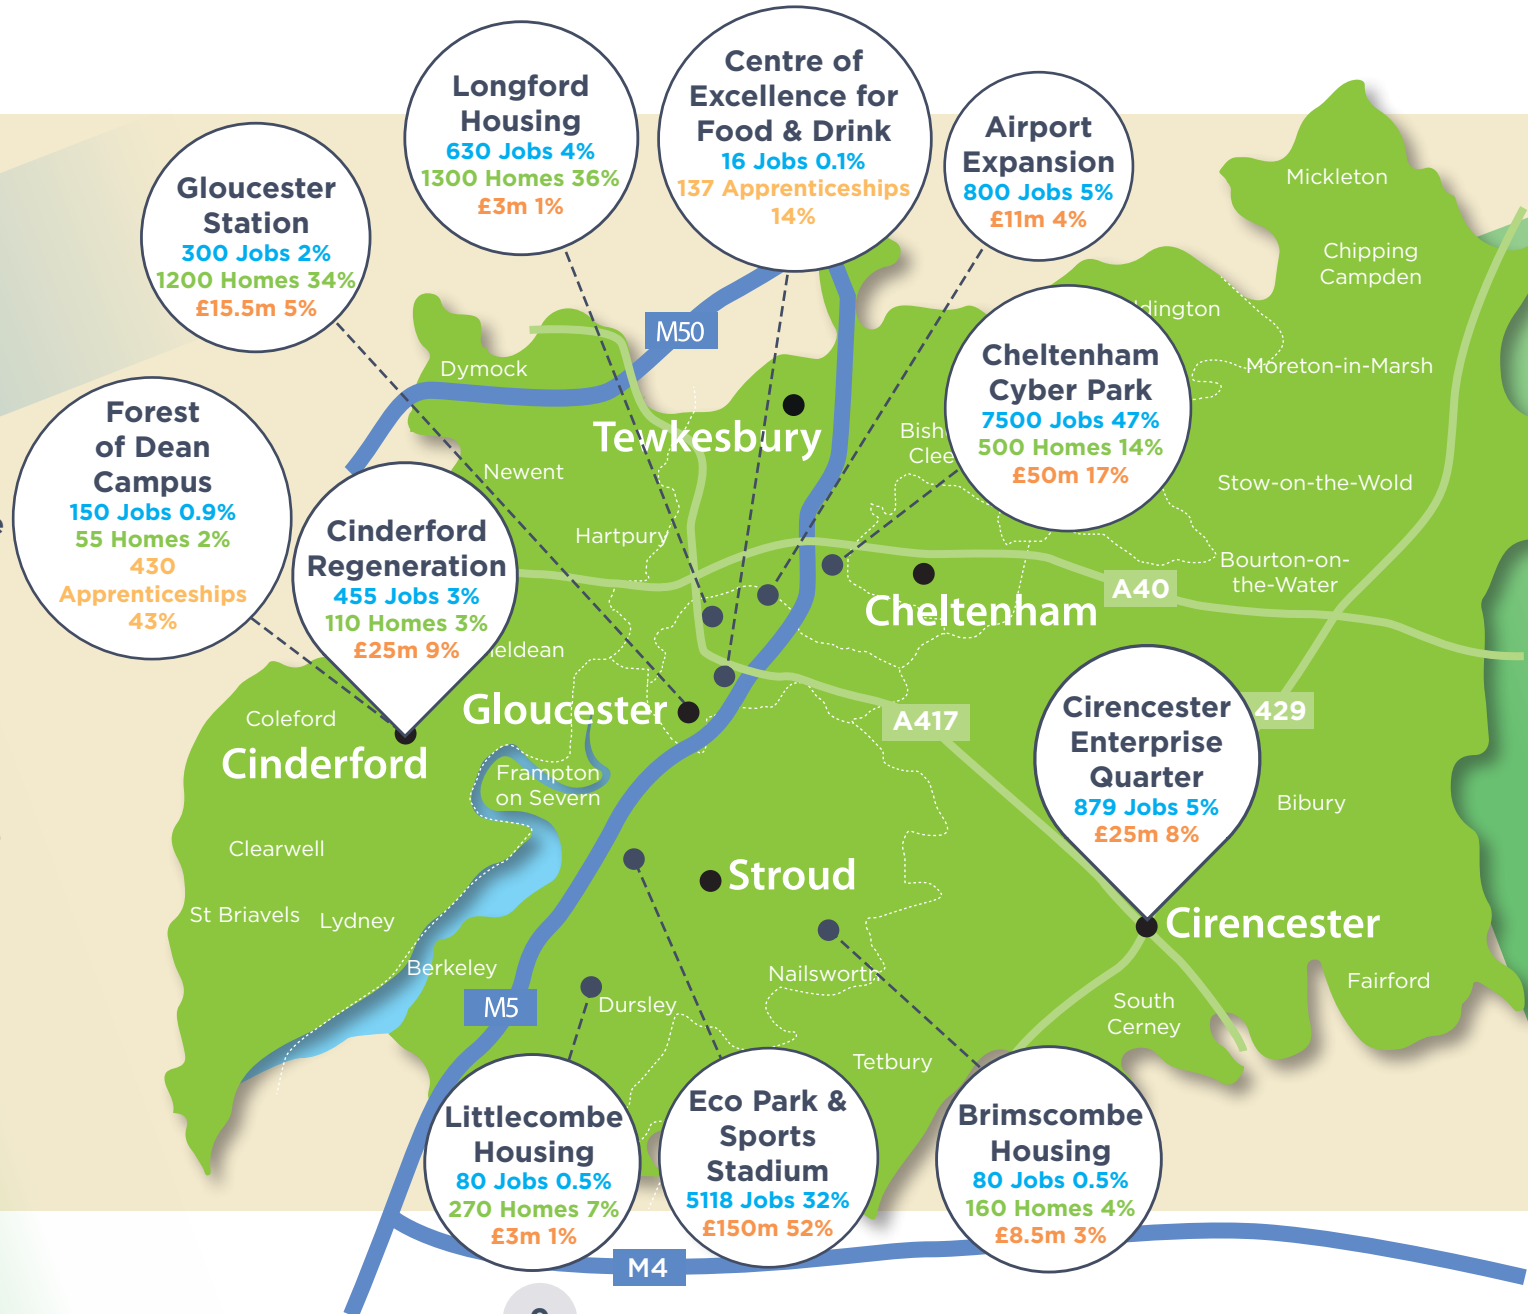 Longford
Housing
630 Jobs 4%
1300 Homes 36%
£3m 1%
Centre of
Excellence for
Food & Drink
16 Jobs 0.1%
137 Apprenticeships
14%
Airport
Expansion
800 Jobs 5%
£11m 4%
Gloucester
Station
300 Jobs 2%
1200 Homes 34%
£15.5m 5%
Mickleton
Chipping
Campden
M50
Dymock
Cheltenham
Cyber Park
7500 Jobs 47%
500 Homes 14%
£50m 17%
Moreton-in-Marsh
Forest
of Dean
Campus
150 Jobs 0.9%
55 Homes 2%
430
Apprenticeships
43%
Tewkesbury
Newent
Stow-on-the-Wold
Cinderford
Regeneration
455 Jobs 3%
110 Homes 3%
£25m 9%
Hartpury
Bourton-on-
the-Water
A40
Cheltenham
Gloucester
Coleford
Cinderford
A417
429
Cirencester
Enterprise
Quarter
879 Jobs 5%
£25m 8%
Frampton
on Severn
Bibury
Clearwell
Stroud
St Briavels
Lydney
Cirencester
Berkeley
Nailsworth
Fairford
M5
Dursley
South
Cerney
Tetbury
Littlecombe
Housing
80 Jobs 0.5%
270 Homes 7%
£3m 1%
Eco Park &
Sports
Stadium
5118 Jobs 32%
£150m 52%
Brimscombe
Housing
80 Jobs 0.5%
160 Homes 4%
£8.5m 3%
M4